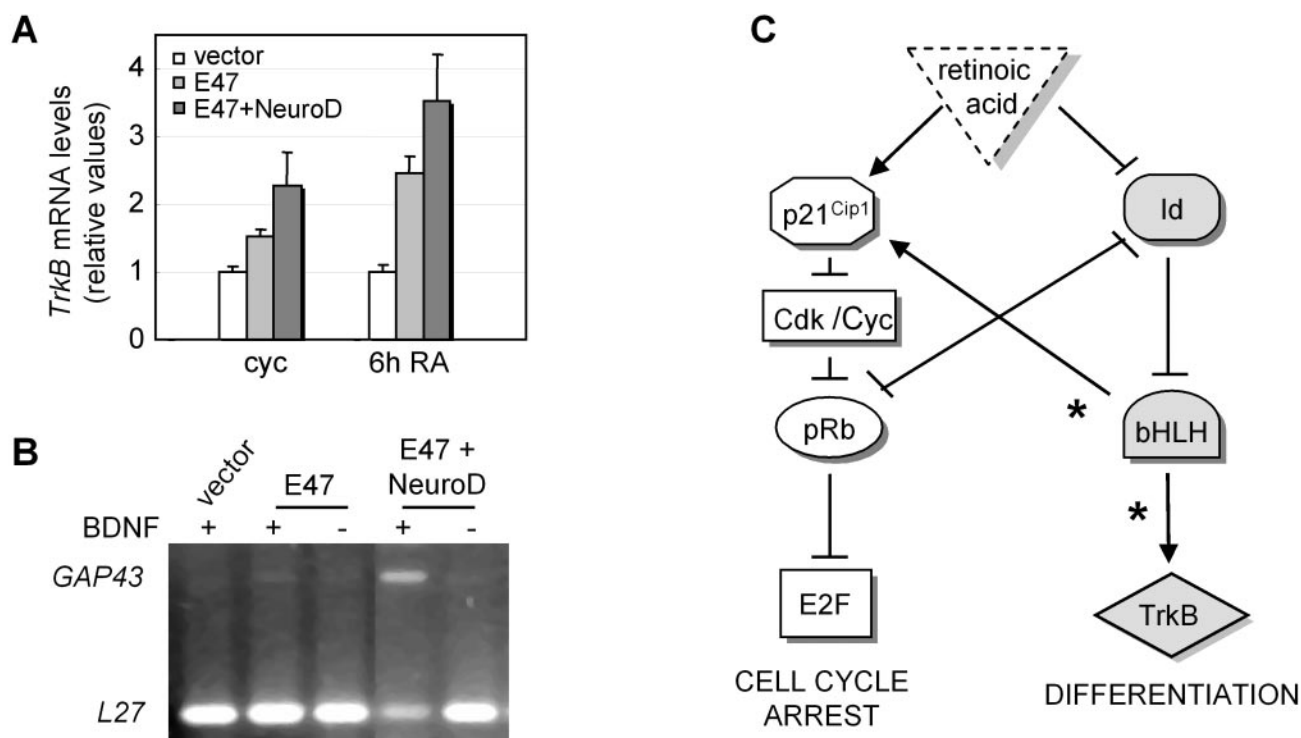 A
TrkB mRNA levels
(relative values)
4
3
2
1
0
vector
E47
E47+NeuroD
cyc
6h RA
B
vector
E47
E47 +
NeuroD
BDNF + + - + -
GAP43
L27
C
retinoic
acid
p21Cip1
Id
Cdk /Cyc
pRb
*
bHLH
*
E2F
TrkB
CELL CYCLE
ARREST
DIFFERENTIATION